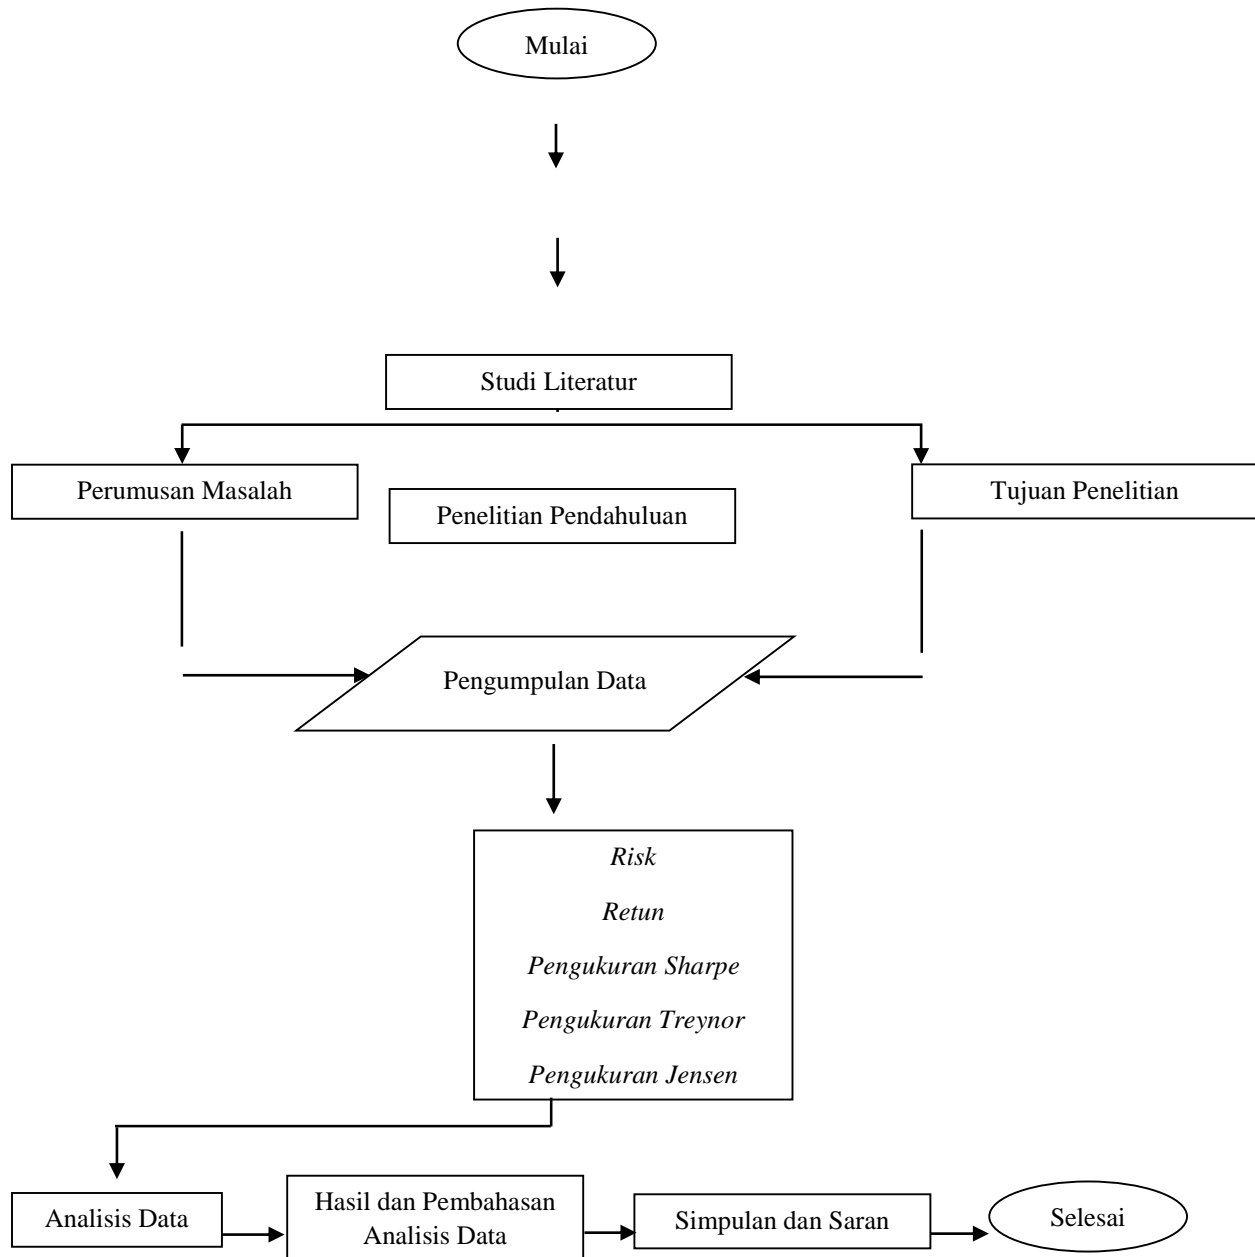 Mulai
Studi Literatur
Perumusan Masalah
Penelitian Pendahuluan
Tujuan Penelitian
Pengumpulan Data
Risk
Retun
Pengukuran Sharpe
Pengukuran Treynor
Pengukuran Jensen
Analisis Data
Hasil dan Pembahasan
Analisis Data
Simpulan dan Saran
Selesai